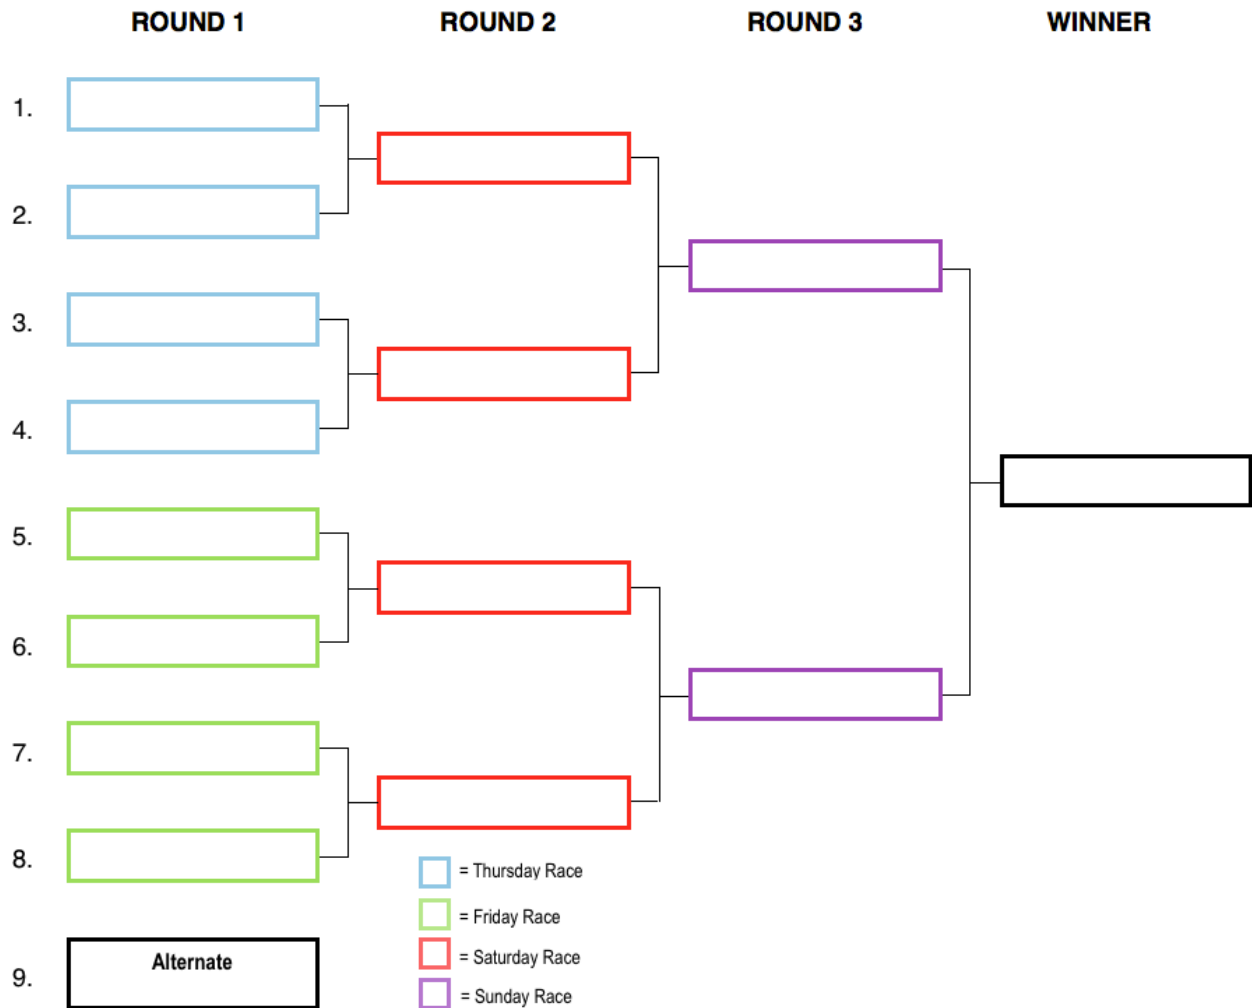 ROUND 1 ROUND 2 ROUND 3 WINNER
1.
2.
3.
4.
5.
6.
7.
8.
= Thursday Race
= Friday Race
= Saturday Race
= Sunday Race
9. Alternate